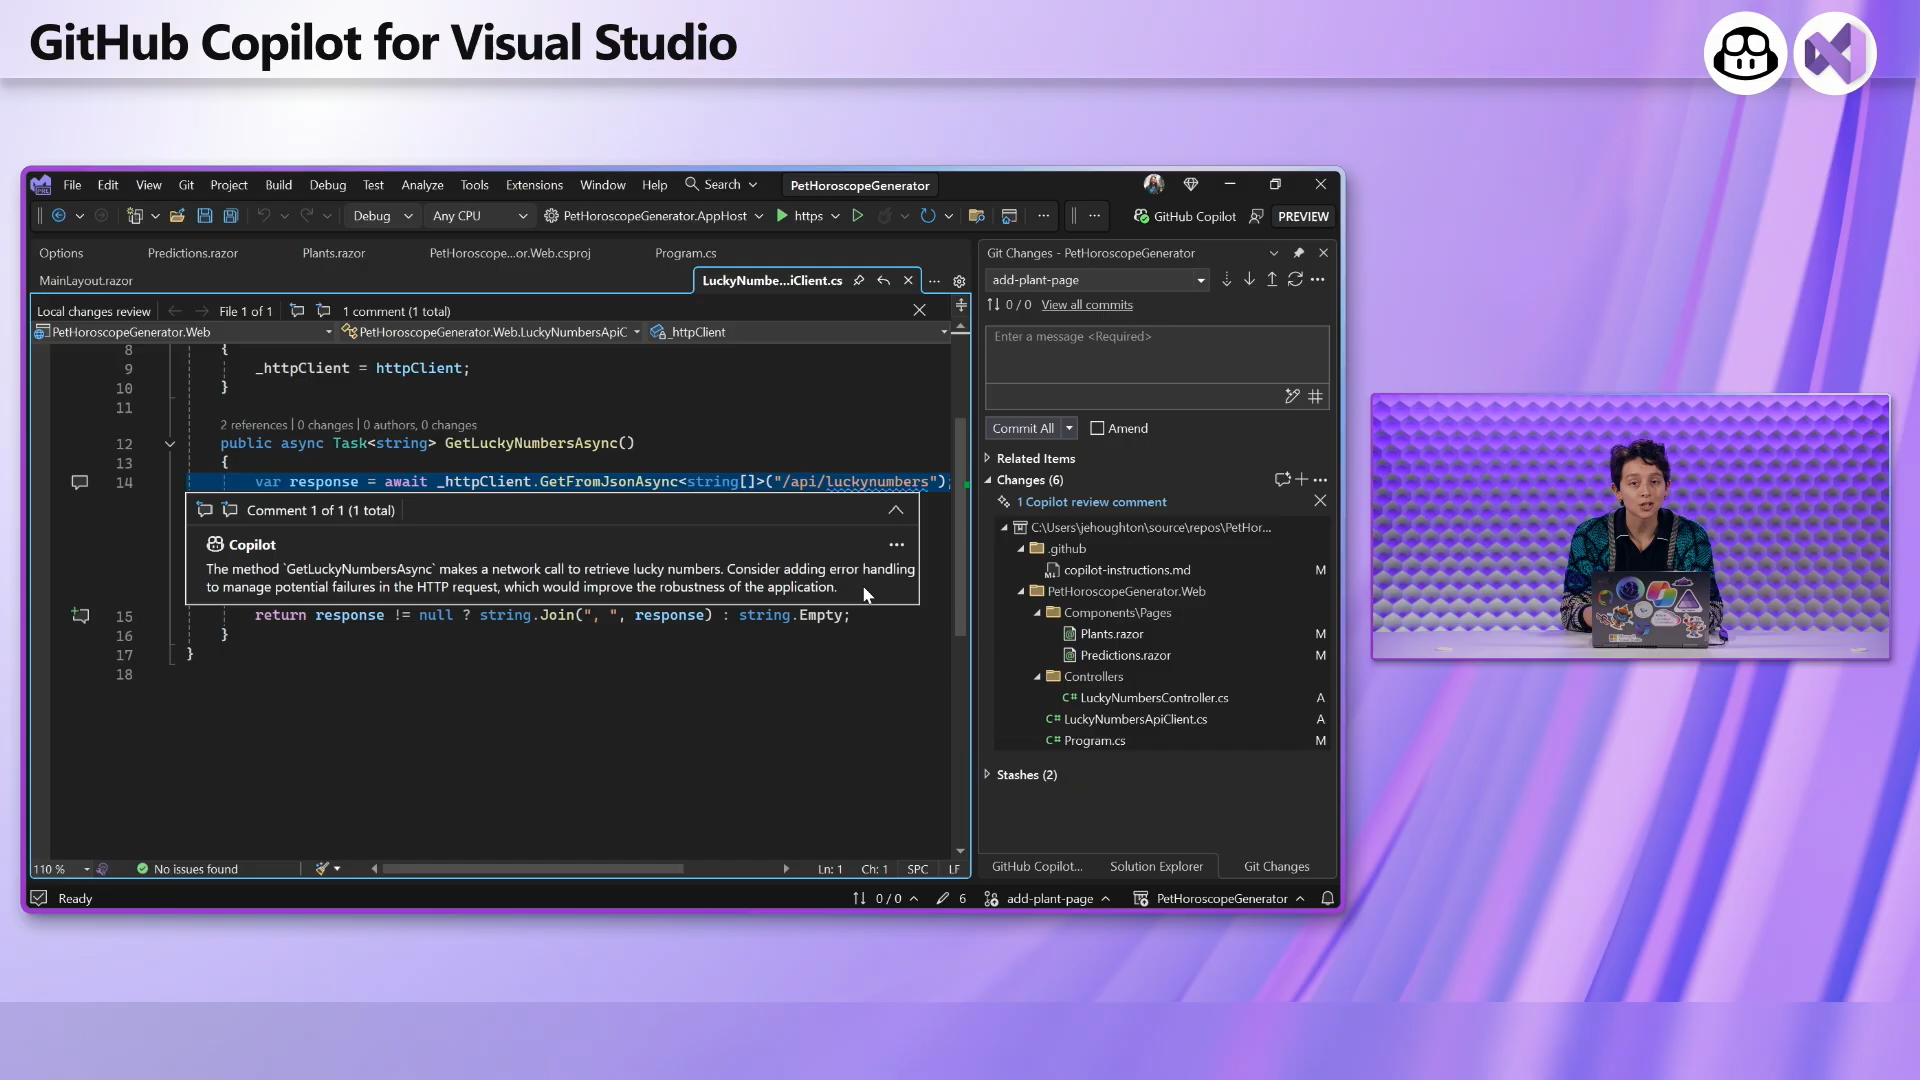 GitHub Copilot for Visual Studio
File Edit View Git Project Build Debug Test Analyze Tools Extensions Window Help Search PetHoroscopeGenerator
Debug Any CPU PetHoroscopeGenerator.AppHost https GitHub Copilot PREVIEW
Options Predictions.razor Plants.razor PetHoroscope...or.Web.csproj Program.cs
MainLayout.razor LuckyNumbe...iClient.cs
Local changes review File 1 of 1 1 comment (1 total)
PetHoroscopeGenerator.Web PetHoroscopeGenerator.Web.LuckyNumbersApiC _httpClient
8 {
9 _httpClient = httpClient;
10 }
11
2 references | 0 changes | 0 authors, 0 changes
12 public async Task<string> GetLuckyNumbersAsync()
13 {
14 var response = await _httpClient.GetFromJsonAsync<string[]>("/api/luckynumbers");
Comment 1 of 1 (1 total)
Copilot
The method `GetLuckyNumbersAsync` makes a network call to retrieve lucky numbers. Consider adding error handling
to manage potential failures in the HTTP request, which would improve the robustness of the application.
15 return response != null ? string.Join(", ", response) : string.Empty;
16 }
17 }
18
110 % No issues found Ln: 1 Ch: 1 SPC LF
Git Changes - PetHoroscopeGenerator
add-plant-page
0 / 0 View all commits
Enter a message <Required>
Commit All Amend
Related Items
Changes (6)
1 Copilot review comment
C:\Users\jehoughton\source\repos\PetHor...
.github
copilot-instructions.md M
PetHoroscopeGenerator.Web
Components\Pages
Plants.razor M
Predictions.razor M
Controllers
C# LuckyNumbersController.cs A
C# LuckyNumbersApiClient.cs A
C# Program.cs M
Stashes (2)
GitHub Copilot... Solution Explorer Git Changes
Ready 0 / 0 6 add-plant-page PetHoroscopeGenerator